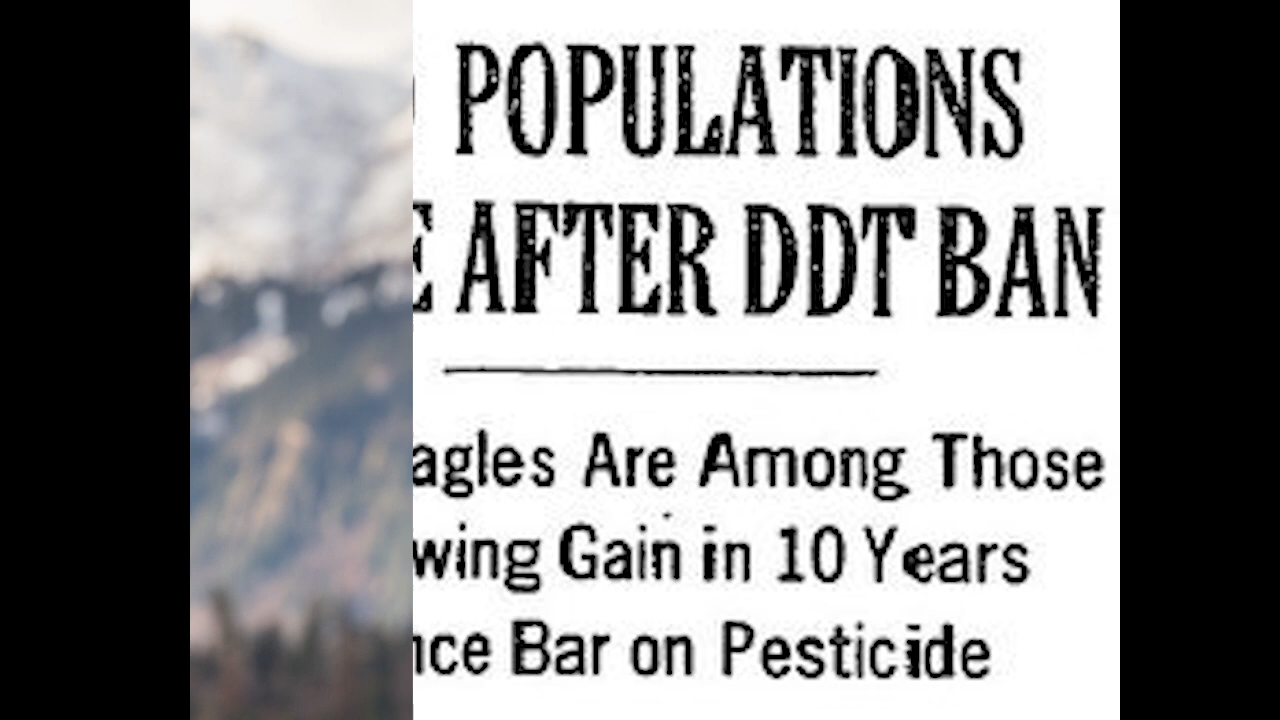 POPULATIONS
E AFTER DDT BAN
agles Are Among Those
wing Gain in 10 Years
nce Bar on Pesticide